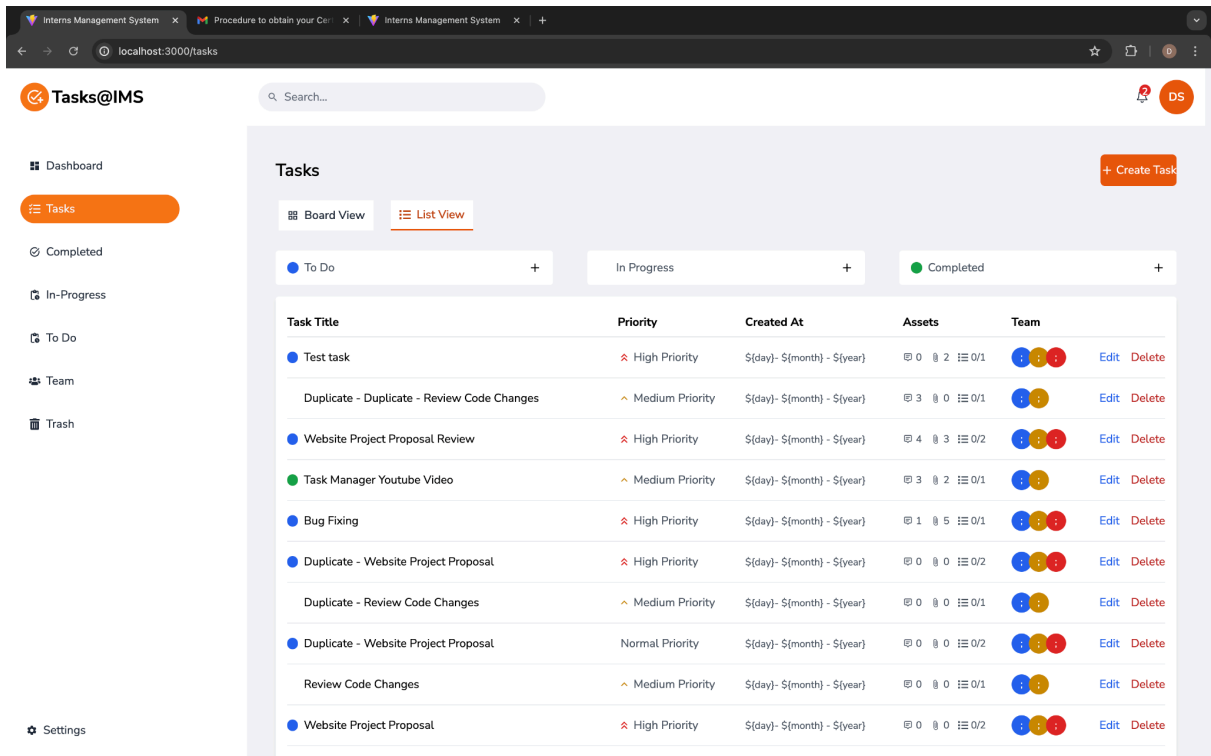 Interns Management System
Procedure to obtain your Cer
Interns Management System
localhost:3000/tasks
D
Tasks@IMS
Search...
2
DS
Dashboard
Tasks
Completed
In-Progress
To Do
Team
Trash
Settings
Tasks
+ Create Task
Board View
List View
To Do +
In Progress +
Completed +
Task Title Priority Created At Assets Team
Test task High Priority ${day}- ${month} - ${year} 0 2 0/1 ; ; ; Edit Delete
Duplicate - Duplicate - Review Code Changes Medium Priority ${day}- ${month} - ${year} 3 0 0/1 ; ; Edit Delete
Website Project Proposal Review High Priority ${day}- ${month} - ${year} 4 3 0/2 ; ; ; Edit Delete
Task Manager Youtube Video Medium Priority ${day}- ${month} - ${year} 3 2 0/1 ; ; Edit Delete
Bug Fixing High Priority ${day}- ${month} - ${year} 1 5 0/1 ; ; ; Edit Delete
Duplicate - Website Project Proposal High Priority ${day}- ${month} - ${year} 0 0 0/2 ; ; ; Edit Delete
Duplicate - Review Code Changes Medium Priority ${day}- ${month} - ${year} 0 0 0/1 ; ; Edit Delete
Duplicate - Website Project Proposal Normal Priority ${day}- ${month} - ${year} 0 0 0/2 ; ; ; Edit Delete
Review Code Changes Medium Priority ${day}- ${month} - ${year} 0 0 0/1 ; ; Edit Delete
Website Project Proposal High Priority ${day}- ${month} - ${year} 0 0 0/2 ; ; ; Edit Delete